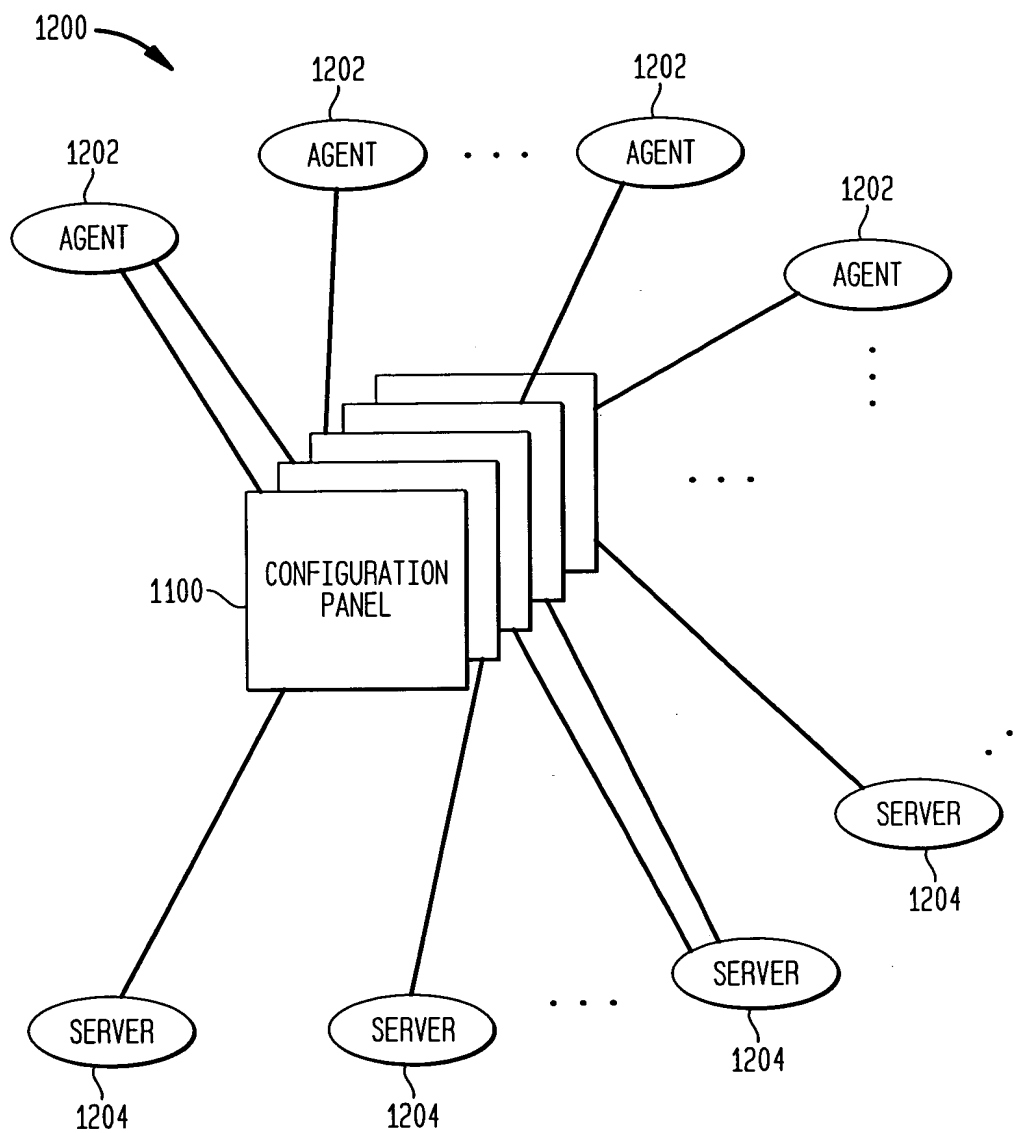 1200
1202
1202
1202
1202
AGENT
AGENT
AGENT
AGENT
1100
CONFIGURATION
PANEL
SERVER
1204
SERVER
1204
SERVER
1204
SERVER
1204